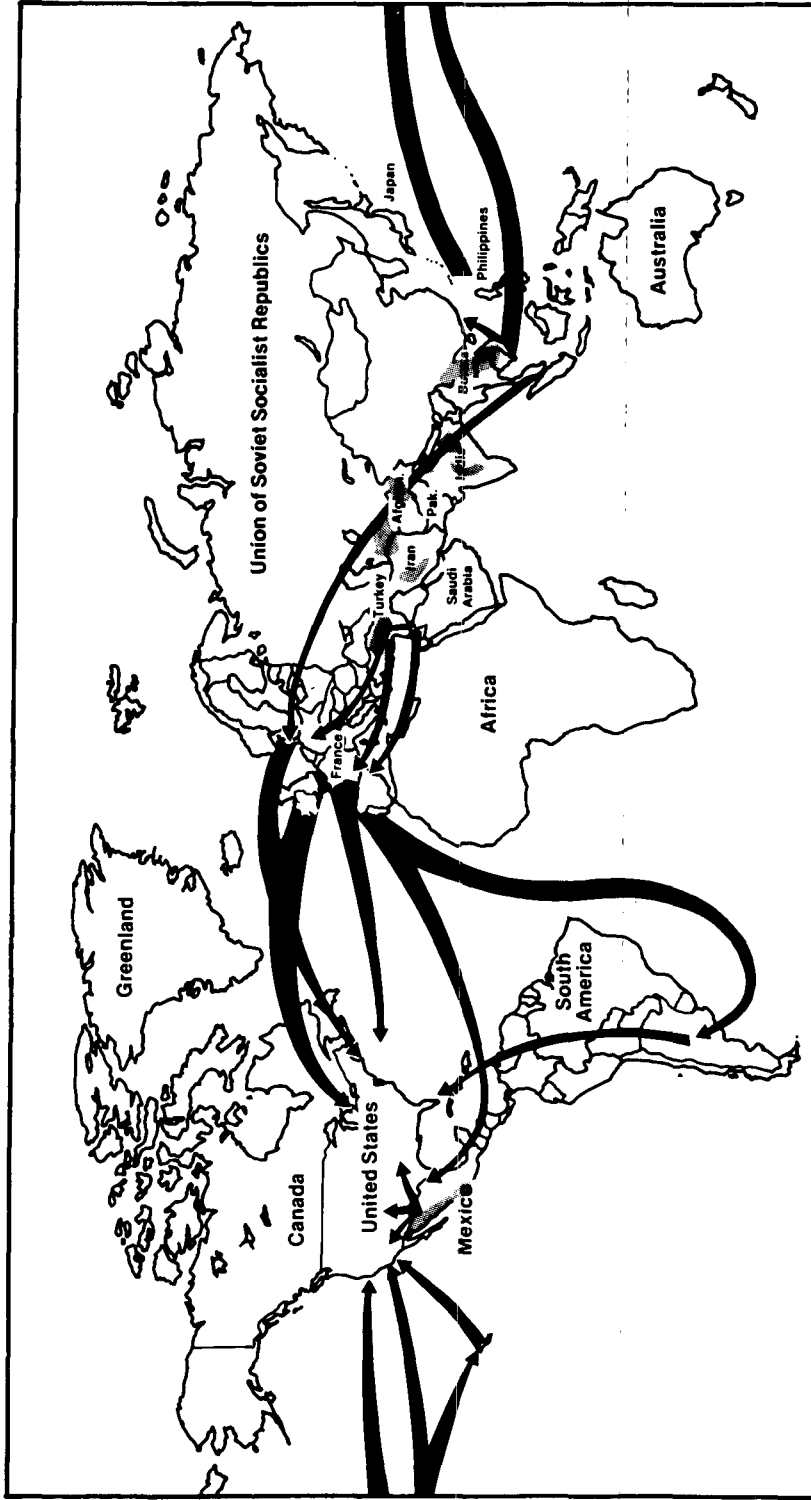 Greenland
Canada
United States
Mexico
South
America
Union of Soviet Socialist Republics
France
Turkey
Iran
Afghan.
Pak.
India
Burma
Saudi
Arabia
Africa
Japan
Philippines
Australia